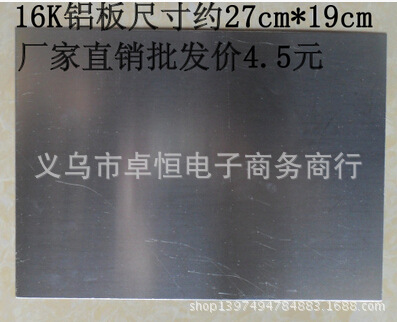 16K铝板尺寸约27cm*19cm
厂家直销批发价4.5元
义乌市卓恒电子商务商行
shop1397494784883.1688.com